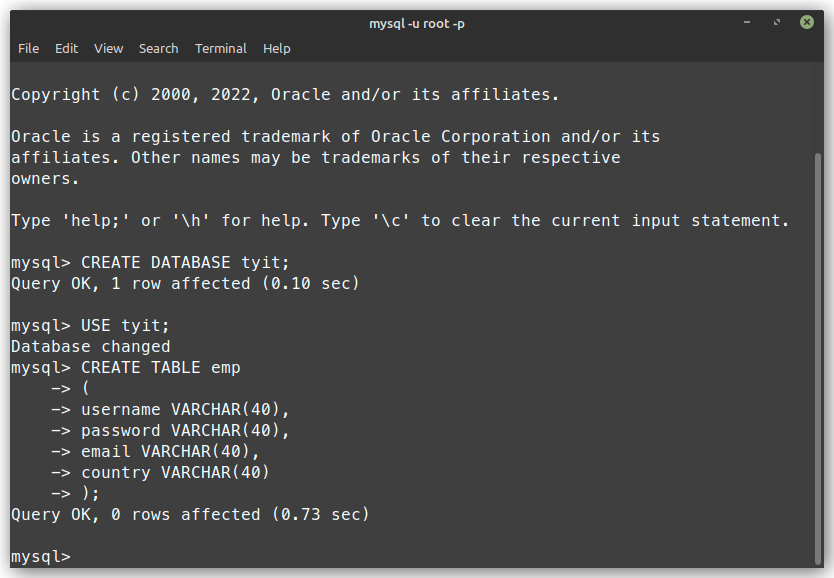 mysql -u root -p
File Edit View Search Terminal Help
Copyright (c) 2000, 2022, Oracle and/or its affiliates.
Oracle is a registered trademark of Oracle Corporation and/or its
affiliates. Other names may be trademarks of their respective
owners.
Type 'help;' or '\h' for help. Type '\c' to clear the current input statement.
mysql> CREATE DATABASE tyit;
Query OK, 1 row affected (0.10 sec)
mysql> USE tyit;
Database changed
mysql> CREATE TABLE emp
    -> (
    -> username VARCHAR(40),
    -> password VARCHAR(40),
    -> email VARCHAR(40),
    -> country VARCHAR(40)
    -> );
Query OK, 0 rows affected (0.73 sec)
mysql>